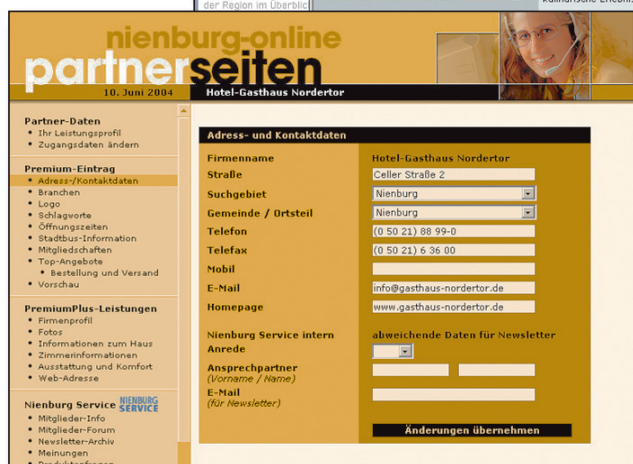 der Region im Überblic
nienburg-online
partnerseiten
10. Juni 2004
Hotel-Gasthaus Nordertor
Partner-Daten
Ihr Leistungsprofil
Zugangsdaten ändern
Premium-Eintrag
Adress-/Kontaktdaten
Branchen
Logo
Schlagworte
Öffnungszeiten
Stadtbus-Information
Mitgliedschaften
Top-Angebote
Bestellung und Versand
Vorschau
PremiumPlus-Leistungen
Firmenprofil
Fotos
Informationen zum Haus
Zimmerinformationen
Ausstattung und Komfort
Web-Adresse
Nienburg Service NIENBURG SERVICE
Mitglieder-Info
Mitglieder-Forum
Newsletter-Archiv
Meinungen
Adress- und Kontaktdaten
Firmenname Hotel-Gasthaus Nordertor
Straße Celler Straße 2
Suchgebiet Nienburg
Gemeinde / Ortsteil Nienburg
Telefon (0 50 21) 88 99-0
Telefax (0 50 21) 6 36 00
Mobil
E-Mail info@gasthaus-nordertor.de
Homepage www.gasthaus-nordertor.de
Nienburg Service intern abweichende Daten für Newsletter
Anrede
Ansprechpartner
(Vorname / Name)
E-Mail
(für Newsletter)
Änderungen übernehmen